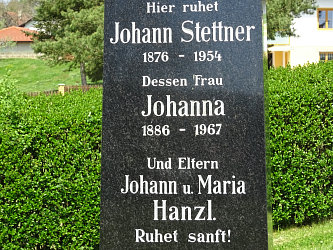 Hier ruhet
Johann Stettner
1876 - 1954
Dessen Frau
Johanna
1886 - 1967
Und Eltern
Johann u. Maria
Hanzl.
Ruhet sanft!